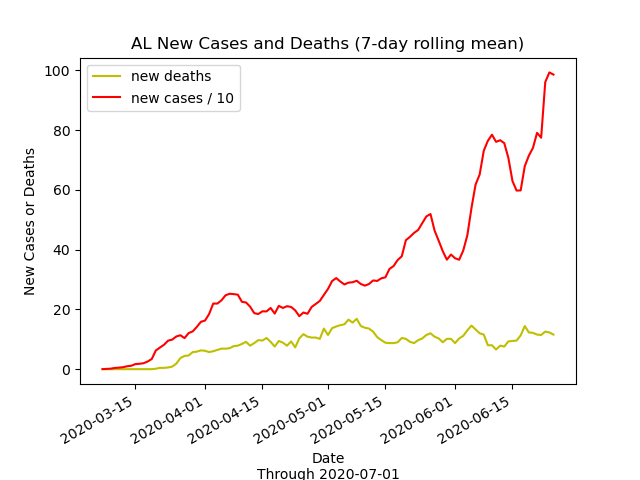 AL New Cases and Deaths (7-day rolling mean)
new deaths
new cases / 10
New Cases or Deaths
100
80
60
40
20
0
2020-03-15
2020-04-01
2020-04-15
2020-05-01
2020-05-15
2020-06-01
2020-06-15
Date
Through 2020-07-01